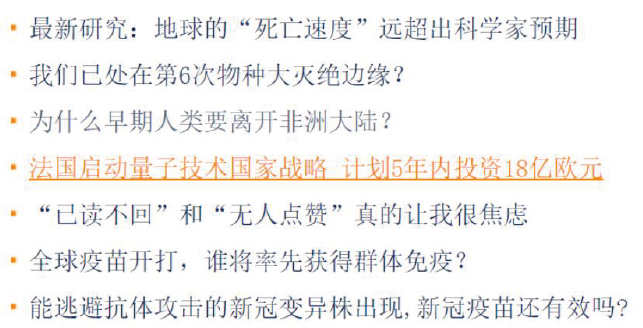 最新研究：地球的“死亡速度”远超出科学家预期
我们已处在第6次物种大灭绝边缘？
为什么早期人类要离开非洲大陆？
法国启动量子技术国家战略 计划5年内投资18亿欧元
“已读不回”和“无人点赞”真的让我很焦虑
全球疫苗开打，谁将率先获得群体免疫？
能逃避抗体攻击的新冠变异株出现,新冠疫苗还有效吗?